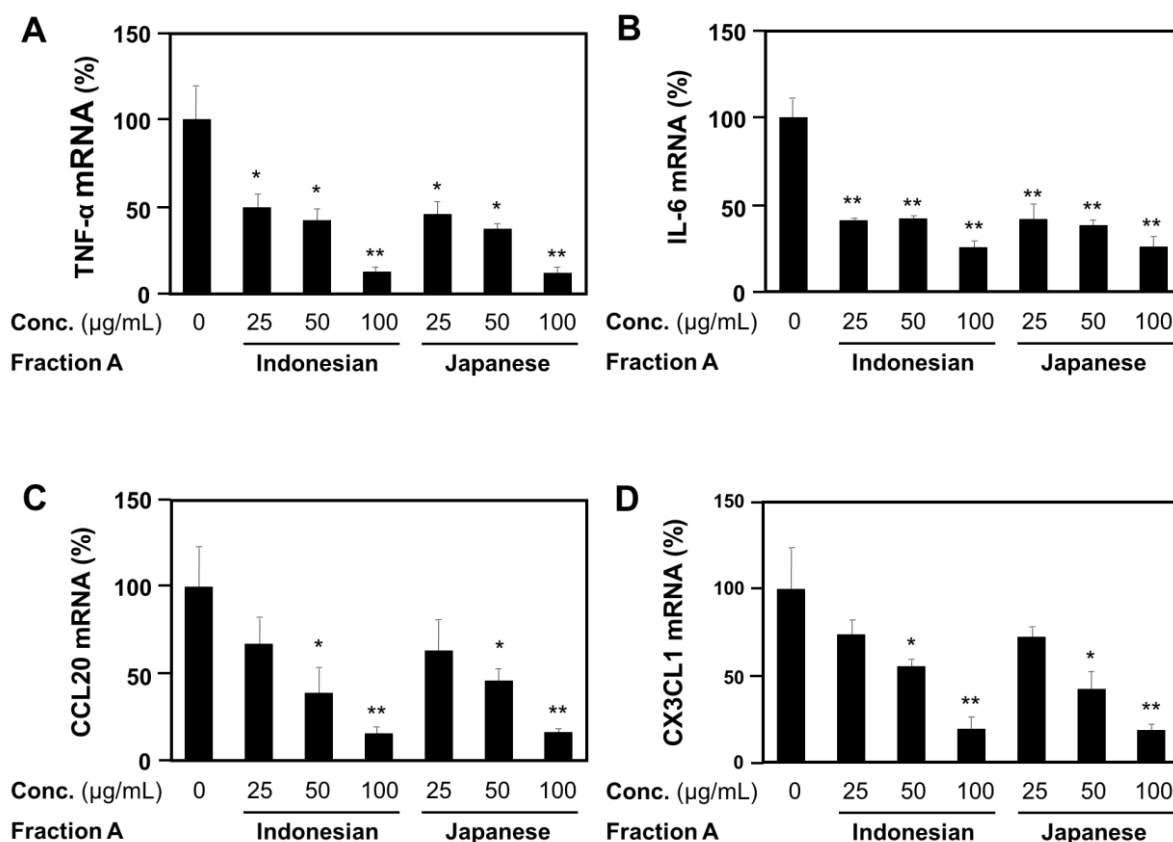 A
TNF-α mRNA (%)
150
100
50
0
* * ** * * **
Conc. (µg/mL) 0 25 50 100 25 50 100
Fraction A Indonesian Japanese
B
IL-6 mRNA (%)
150
100
50
0
** ** ** ** ** **
Conc. (µg/mL) 0 25 50 100 25 50 100
Fraction A Indonesian Japanese
C
CCL20 mRNA (%)
150
100
50
0
* ** * **
Conc. (µg/mL) 0 25 50 100 25 50 100
Fraction A Indonesian Japanese
D
CX3CL1 mRNA (%)
150
100
50
0
* ** * **
Conc. (µg/mL) 0 25 50 100 25 50 100
Fraction A Indonesian Japanese